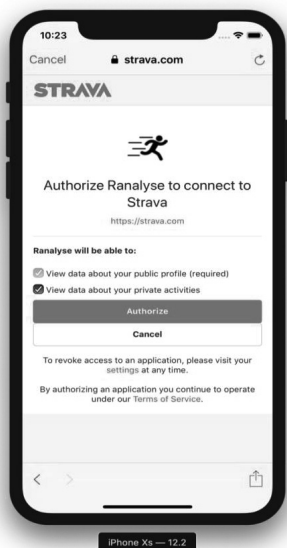 10:23
Cancel strava.com
STRAVA
Authorize Ranalyse to connect to
Strava
https://strava.com
Ranalyse will be able to:
View data about your public profile (required)
View data about your private activities
Authorize
Cancel
To revoke access to an application, please visit your
settings at any time.
By authorizing an application you continue to operate
under our Terms of Service.
iPhone Xs — 12.2